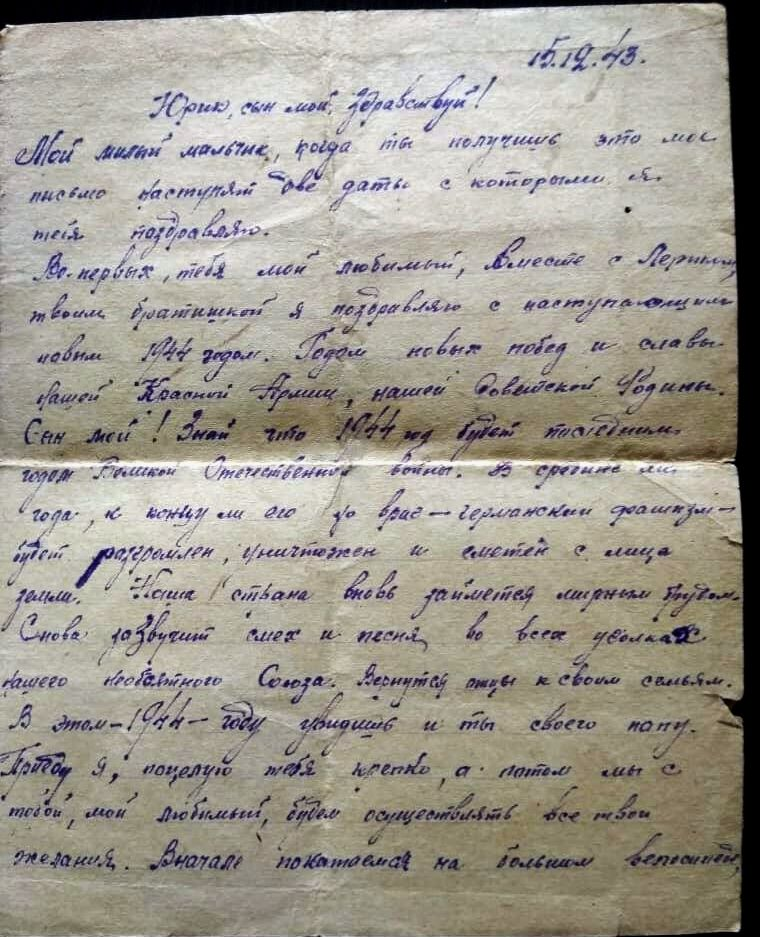 15.12.43.
Юрик, сын мой, здравствуй!
Мой милый мальчик, когда ты получишь это мое
письмо наступят две даты с которыми я
тебя поздравляю.
Во-первых, тебя мой любимый, вместе с
твоим братишкой я поздравляю с наступающим
новым 1944 годом. Годом новых побед и славы
нашей Красной Армии, нашей Советской Родины.
Сын мой! Знай что 1944 год будет последним
годом Великой Отечественной войны. В средине ли
года, к концу ли его но враг — германский фашизм —
будет разгромлен, уничтожен и сметён с лица
земли. Наша страна вновь займется мирным трудом.
Снова зазвучит смех и песня во всех уголках
нашего необъятного Союза. Вернутся отцы к своим семьям.
В этом — 1944 — году увидишь и ты своего папу.
Приеду я, поцелую тебя крепко, а потом мы с
тобой, мой любимый, будем осуществлять все твои
желания. Вначале покатаемся на большим велосипеде,